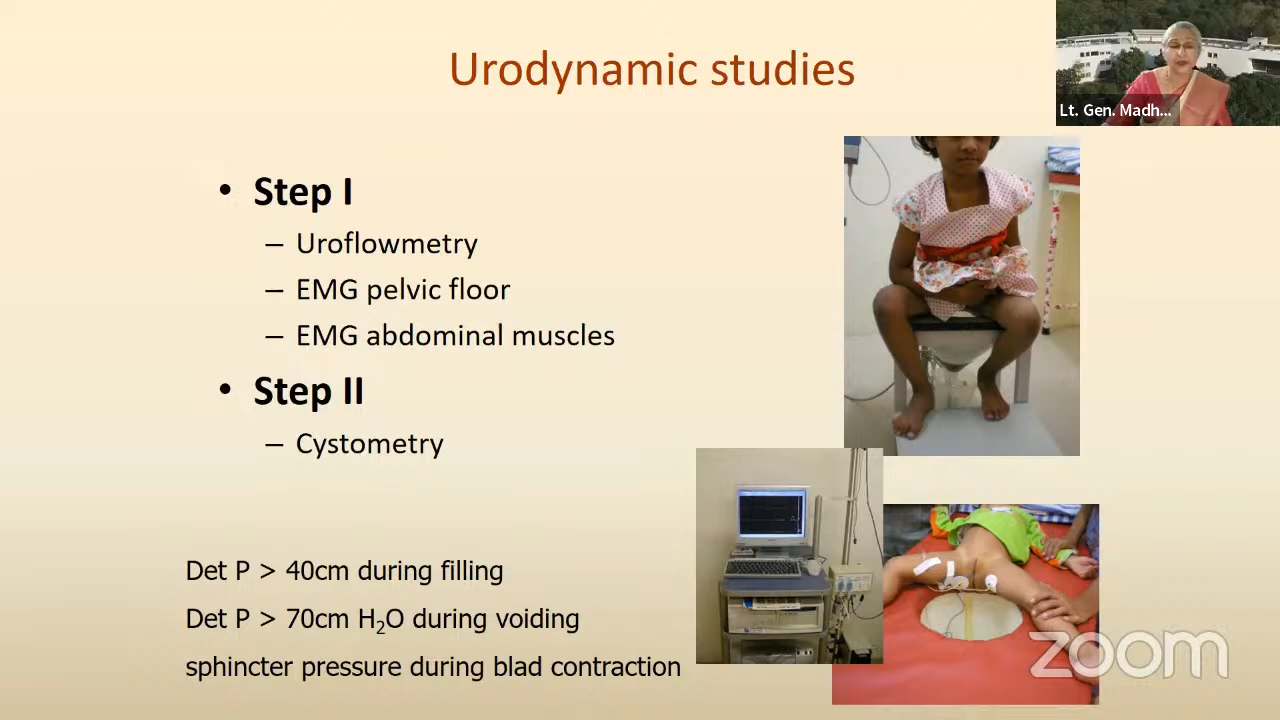 Urodynamic studies
Lt. Gen. Madh...
• Step I
– Uroflowmetry
– EMG pelvic floor
– EMG abdominal muscles
• Step II
– Cystometry
Det P > 40cm during filling
Det P > 70cm H₂O during voiding
sphincter pressure during blad contraction
zoom